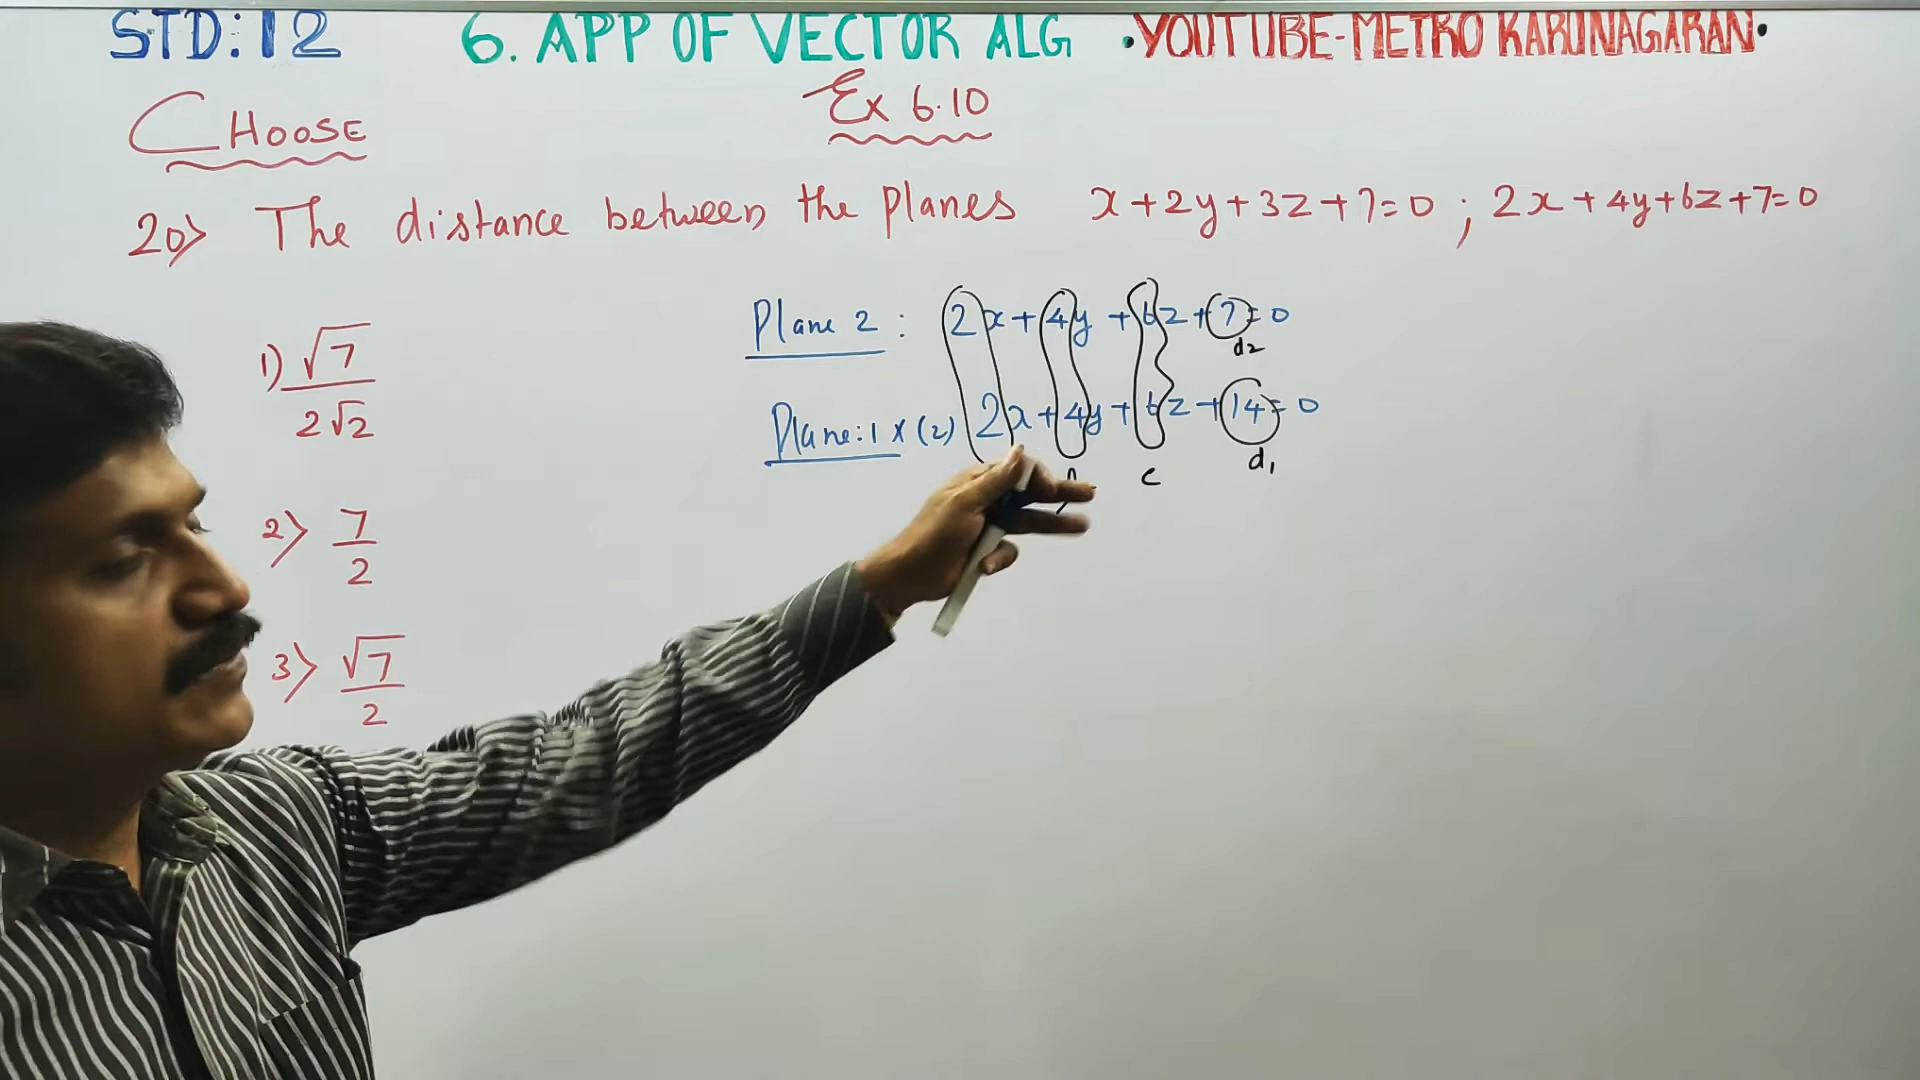 STD:12 6. APP OF VECTOR ALG •YOUTUBE-METRO KARUNAGARAN•
CHOOSE Ex 6.10
20> The distance between the planes x+2y+3z+7=0 ; 2x+4y+6z+7=0
Plane 2 : 2x+4y+6z+7=0
d2
1) √7/2√2
Plane:1 x (2) 2x+4y+6z+14=0
c d1
2> 7/2
3> √7/2